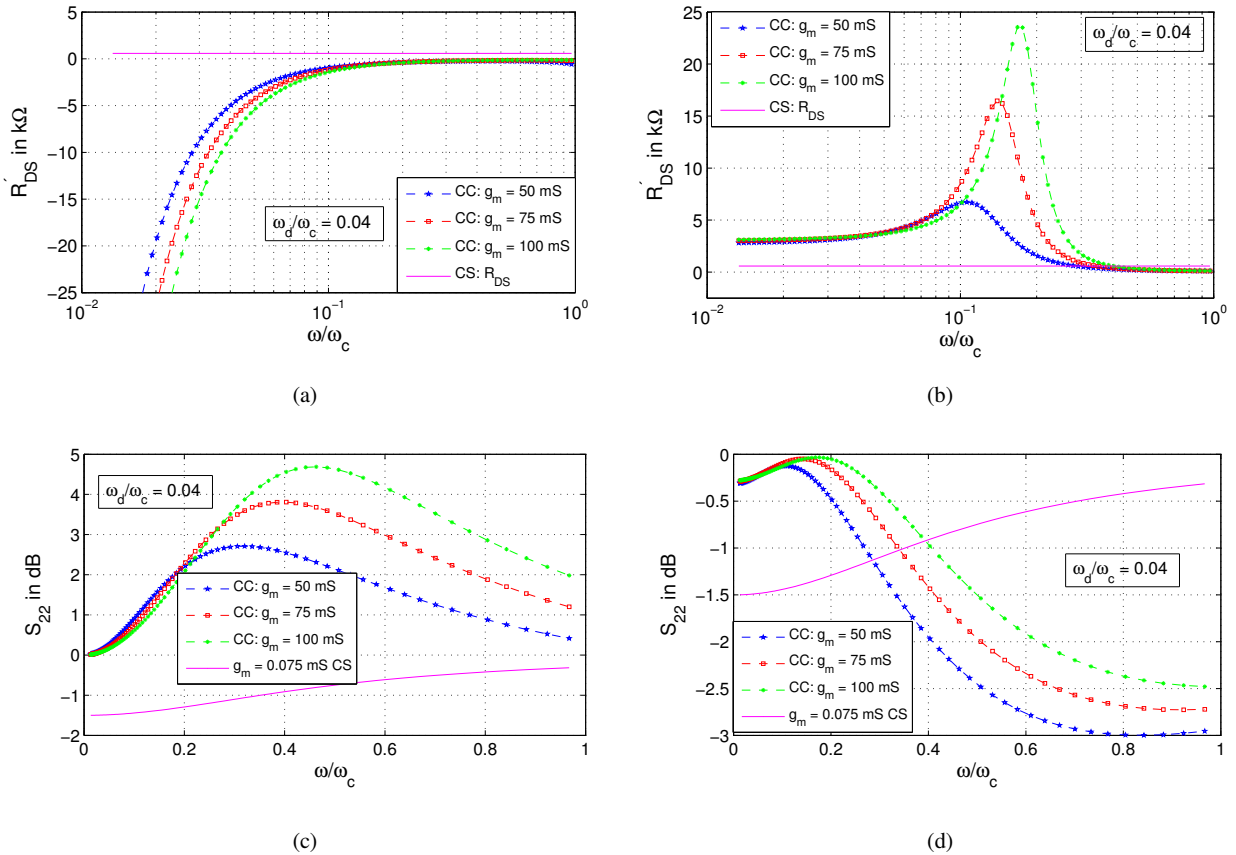 5
0
−5
−10
−15
−20
−25
R′DS in kΩ
10⁻² 10⁻¹ 10⁰
ω/ωc
ωd/ωc = 0.04
CC: gm = 50 mS
CC: gm = 75 mS
CC: gm = 100 mS
CS: RDS
(a)
25
20
15
10
5
0
R′DS in kΩ
10⁻² 10⁻¹ 10⁰
ω/ωc
CC: gm = 50 mS
CC: gm = 75 mS
CC: gm = 100 mS
CS: RDS
ωd/ωc = 0.04
(b)
5
4
3
2
1
0
−1
−2
S22 in dB
0 0.2 0.4 0.6 0.8 1
ω/ωc
ωd/ωc = 0.04
CC: gm = 50 mS
CC: gm = 75 mS
CC: gm = 100 mS
gm = 0.075 mS CS
(c)
0
−0.5
−1
−1.5
−2
−2.5
−3
S22 in dB
0 0.2 0.4 0.6 0.8 1
ω/ωc
ωd/ωc = 0.04
CC: gm = 50 mS
CC: gm = 75 mS
CC: gm = 100 mS
gm = 0.075 mS CS
(d)